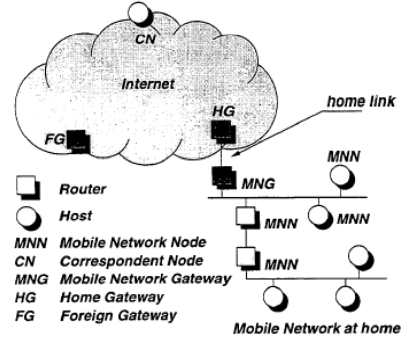 CN
Internet
HG
home link
FG
MNN
MNG
Router
MNN
MNN
Host
MNN Mobile Network Node
MNN
CN Correspondent Node
MNG Mobile Network Gateway
HG Home Gateway
FG Foreign Gateway
Mobile Network at home